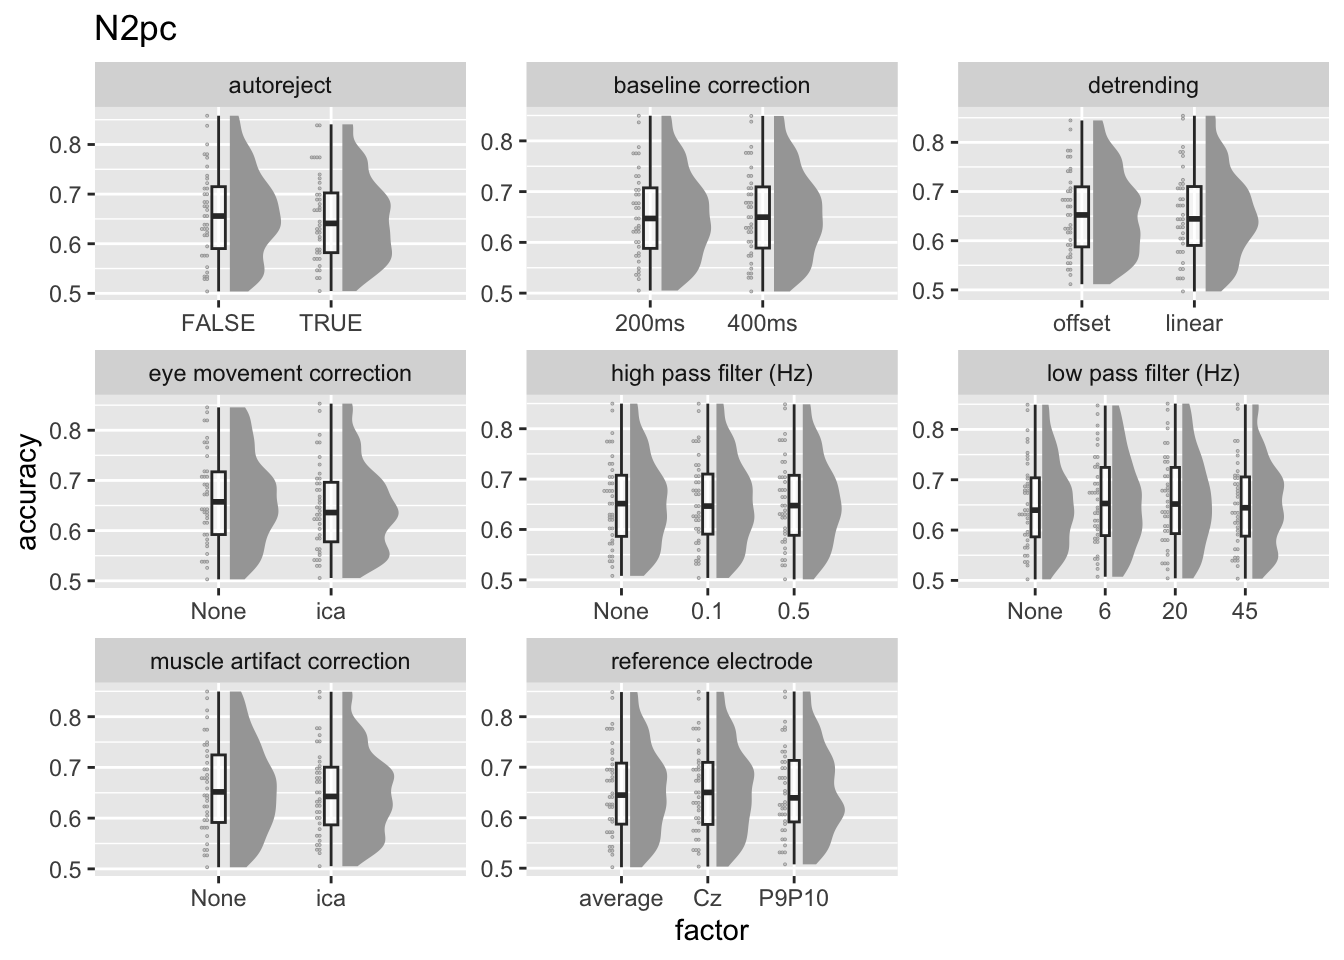 N2pc
autoreject
baseline correction
detrending
0.8
0.7
0.6
0.5
FALSE TRUE
0.8
0.7
0.6
0.5
200ms 400ms
0.8
0.7
0.6
0.5
offset linear
eye movement correction
high pass filter (Hz)
low pass filter (Hz)
accuracy
0.8
0.7
0.6
0.5
None ica
0.8
0.7
0.6
0.5
None 0.1 0.5
0.8
0.7
0.6
0.5
None 6 20 45
muscle artifact correction
reference electrode
0.8
0.7
0.6
0.5
None ica
0.8
0.7
0.6
0.5
average Cz P9P10
factor